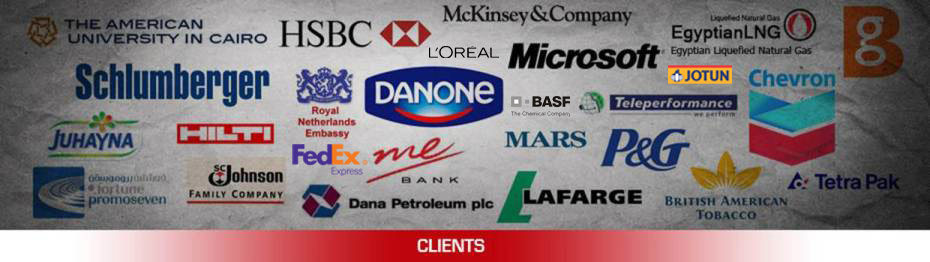 THE AMERICAN
UNIVERSITY IN CAIRO
HSBC
McKinsey&Company
L'ORÉAL
Microsoft
Liquefied Natural Gas
EgyptianLNG
Egyptian Liquefied Natural Gas
BG
Schlumberger
Royal
Netherlands
Embassy
DANONE
BASF
The Chemical Company
Teleperformance
we perform
JOTUN
Chevron
JUHAYNA
HILTI
FedEx
Express
me
BANK
MARS
P&G
fortune
promoseven
SC Johnson
FAMILY COMPANY
Dana Petroleum plc
LAFARGE
BRITISH AMERICAN
TOBACCO
Tetra Pak
CLIENTS